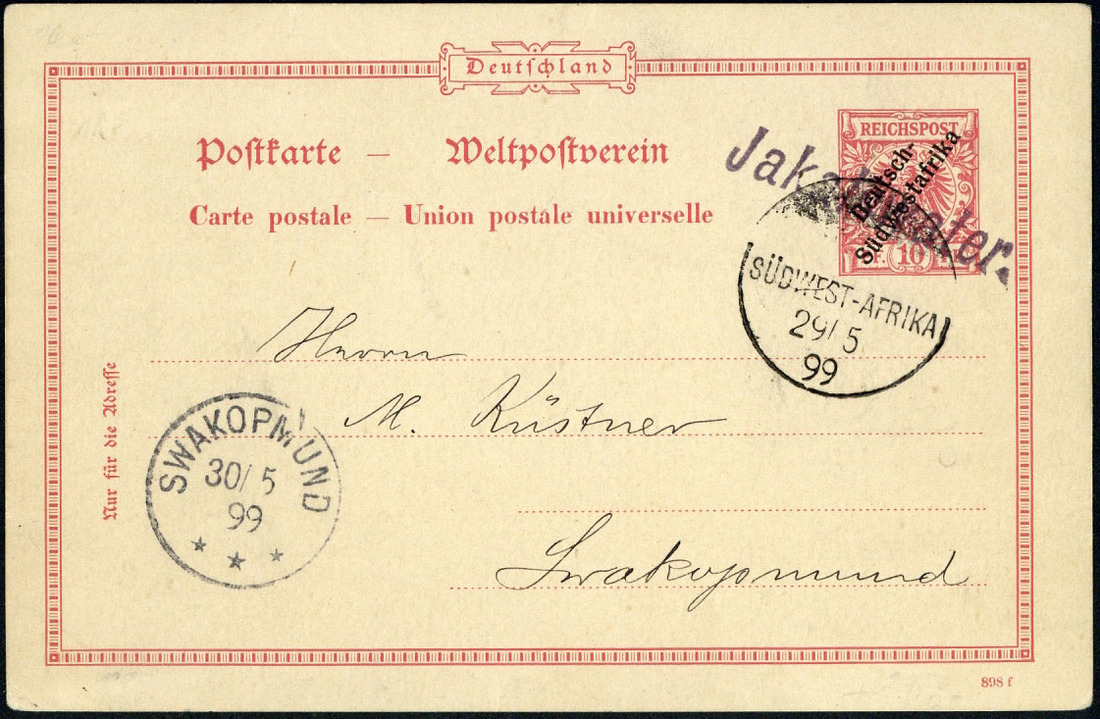 Deutschland
Postkarte — Weltpostverein
Carte postale — Union postale universelle
REICHSPOST
Deutsch-
Südwestafrika
10
SÜDWEST-AFRIKA
29/5
99
Herrn
M. Küstner
Swakopmund
Nur für die Adresse
SWAKOPMUND
30/5
99
898 f